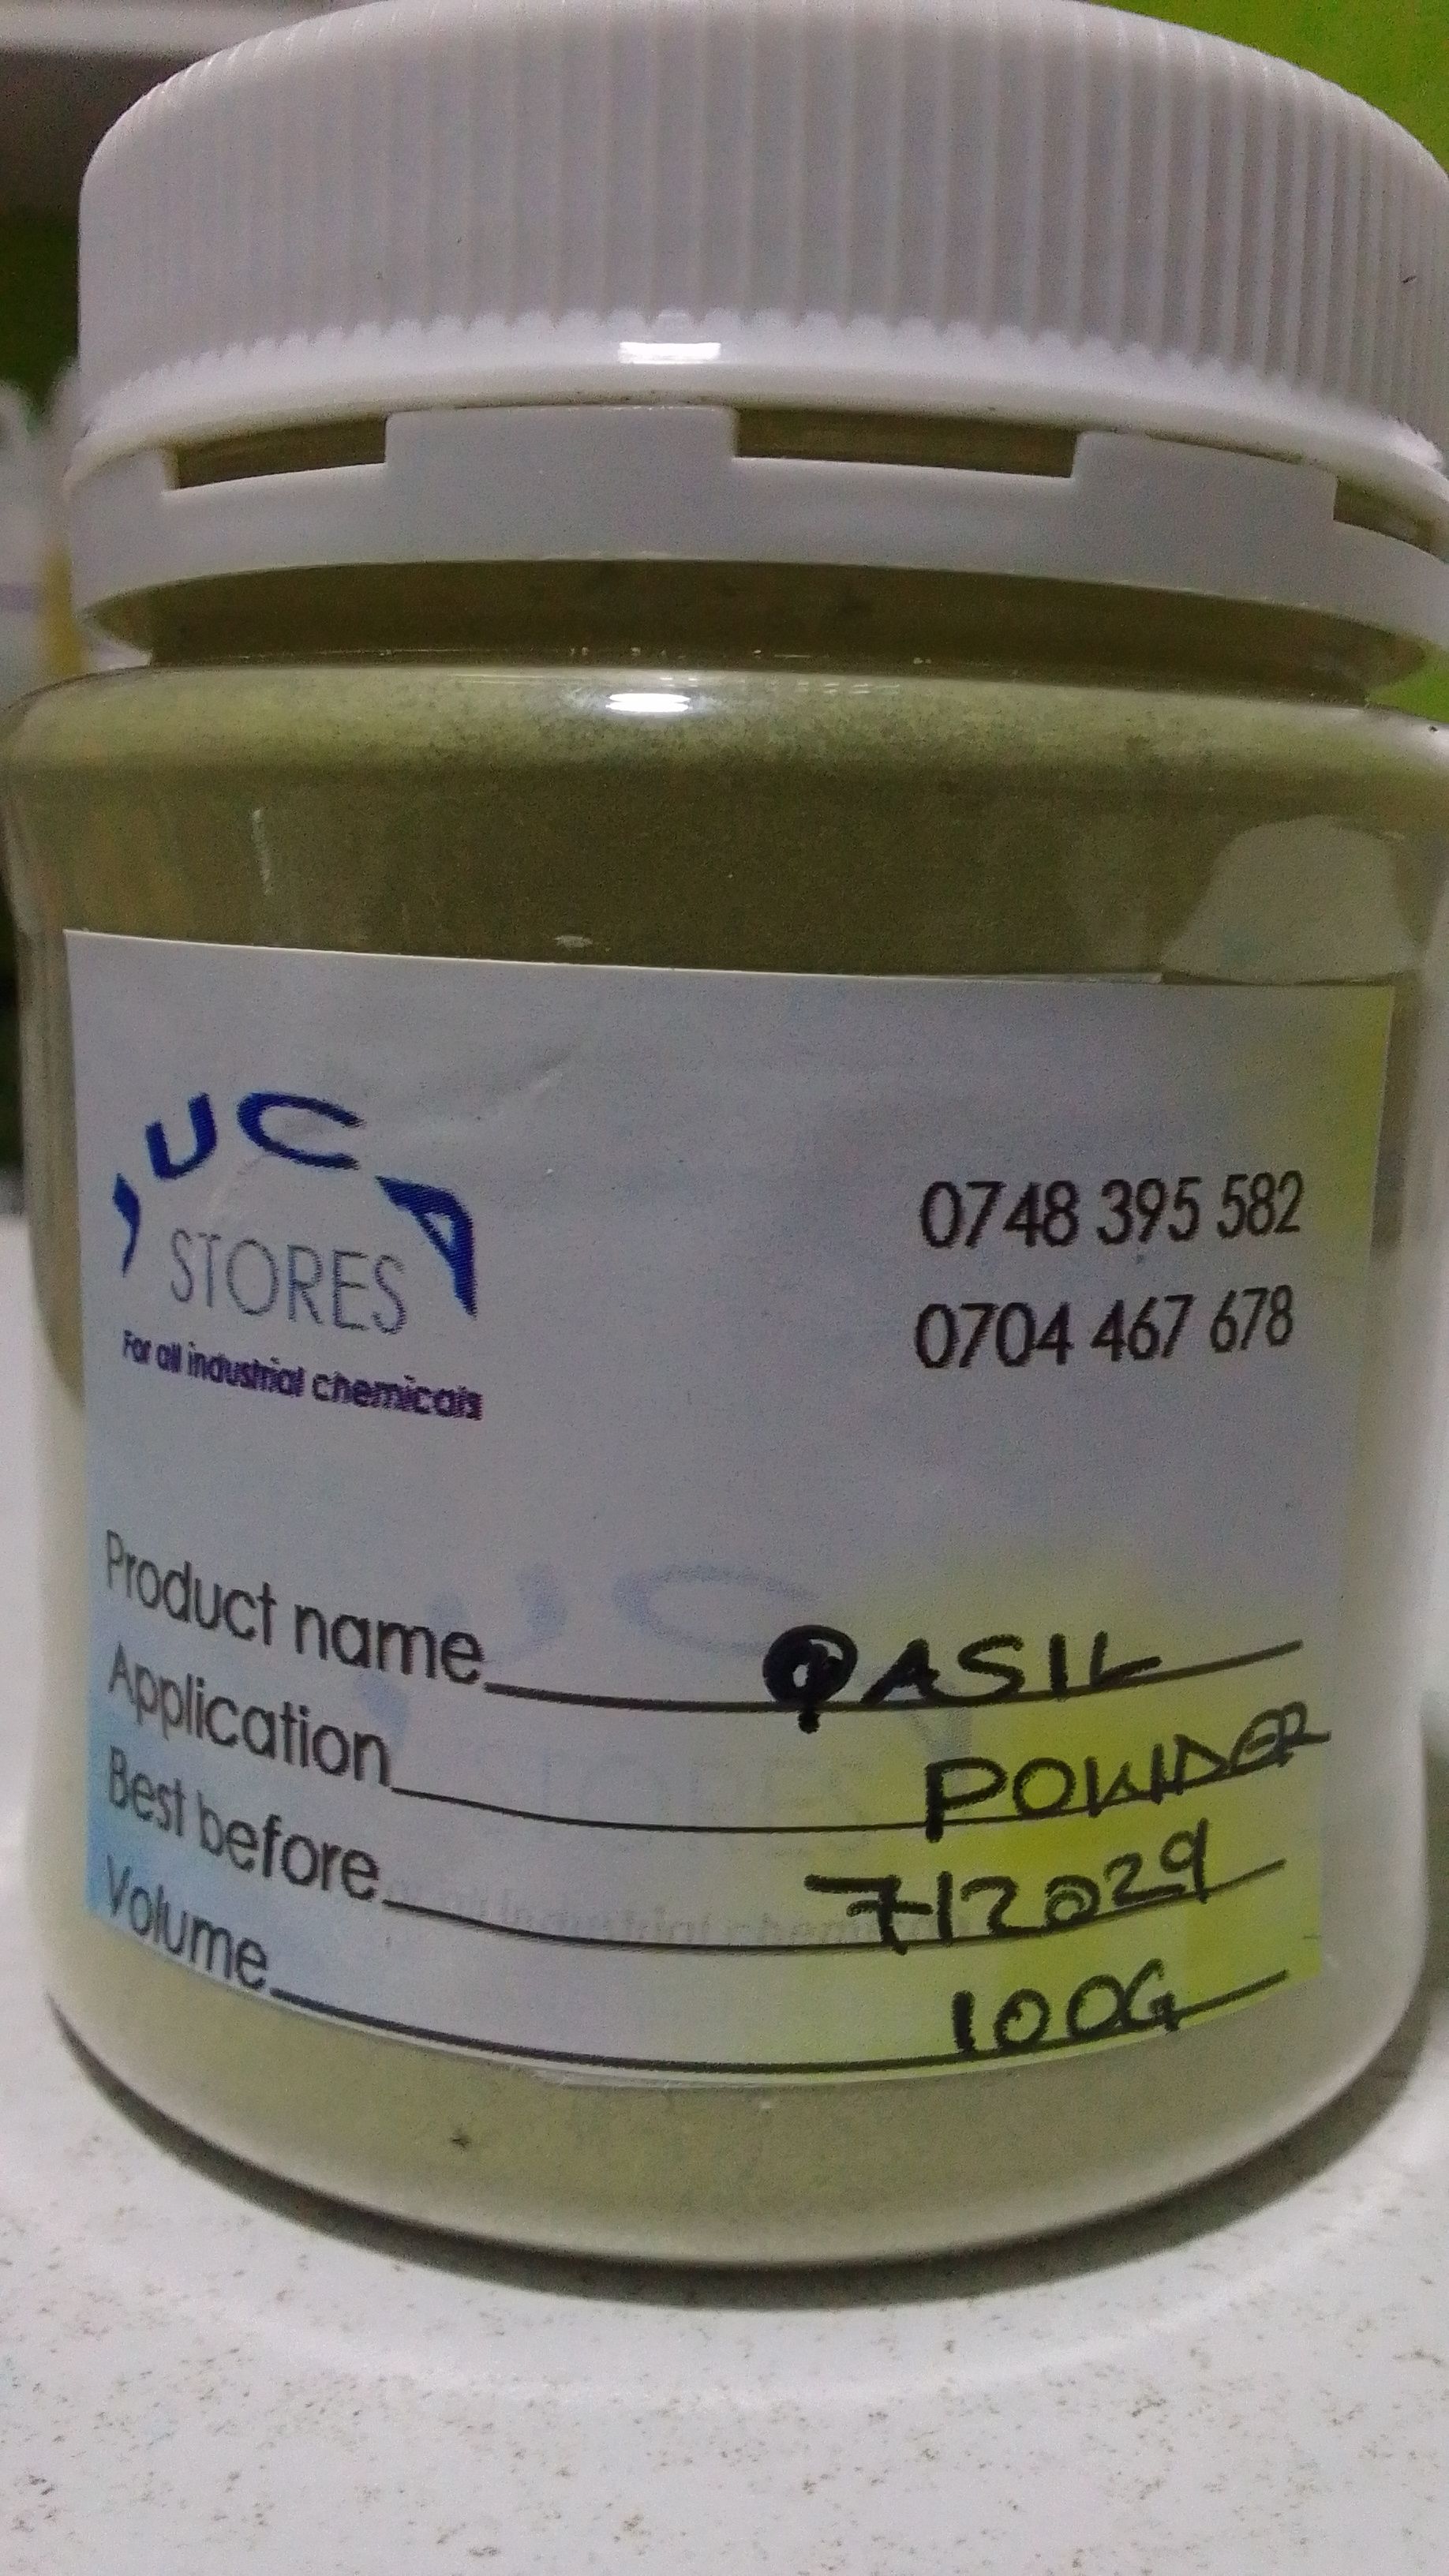 UCA
STORES
For all industrial chemicals
0748 395 582
0704 467 678
Product name QASIL
Application POWDER
Best before 7/2029
Volume 100G